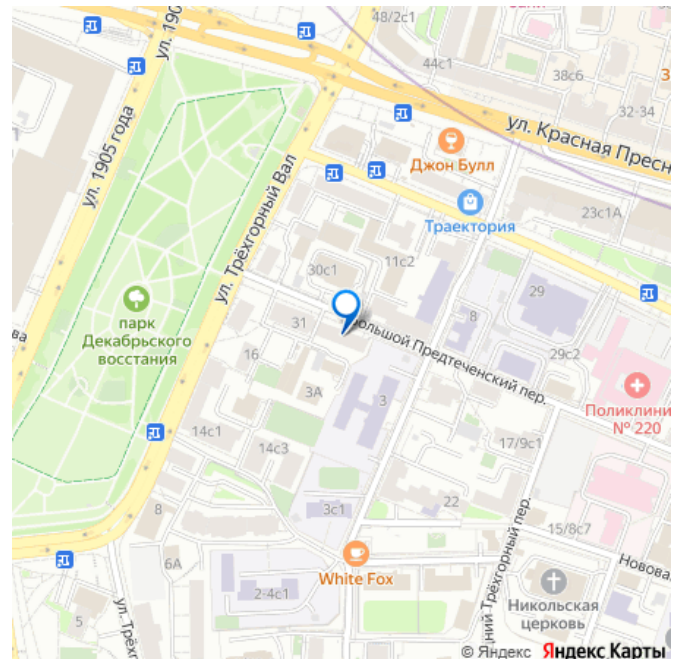 48/2с1
44с1
38с6
32-34
ул. 1905 года
ул. Красная Пресн
Джон Булл
ул. Трёхгорный Вал
Траектория
23с1А
11с2
30с1
8
29
31
большой Предтеченский пер.
парк
Декабрьского
восстания
16
29с2
3А
3
Поликлини
№ 220
14с1
14с3
17/9с1
22
8
3с1
15/8с7
6А
White Fox
Новова
2-4с1
Никольская
церковь
5
ул. Трёхг
дний Трёхгорный пер.
© Яндекс Яндекс Карты